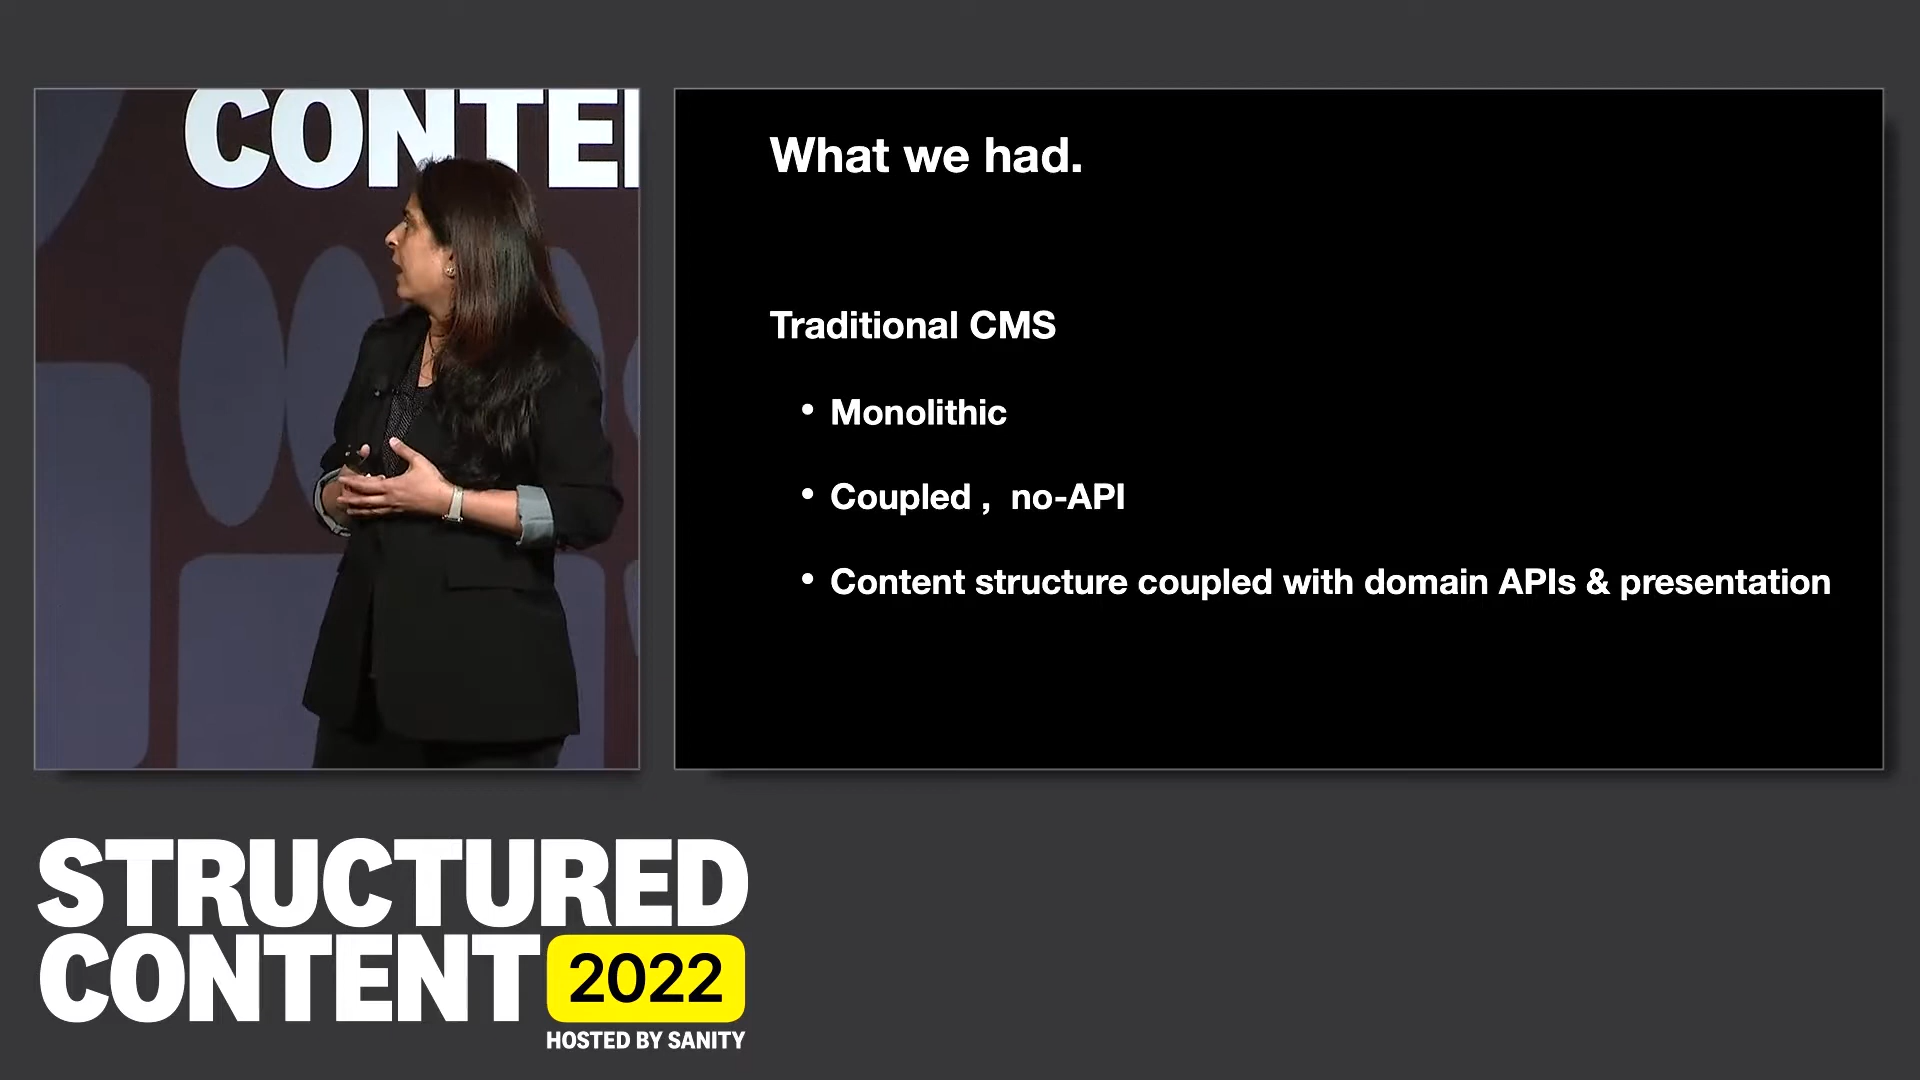 CONTE
What we had.
Traditional CMS
• Monolithic
• Coupled , no-API
• Content structure coupled with domain APIs & presentation
STRUCTURED
CONTENT 2022
HOSTED BY SANITY